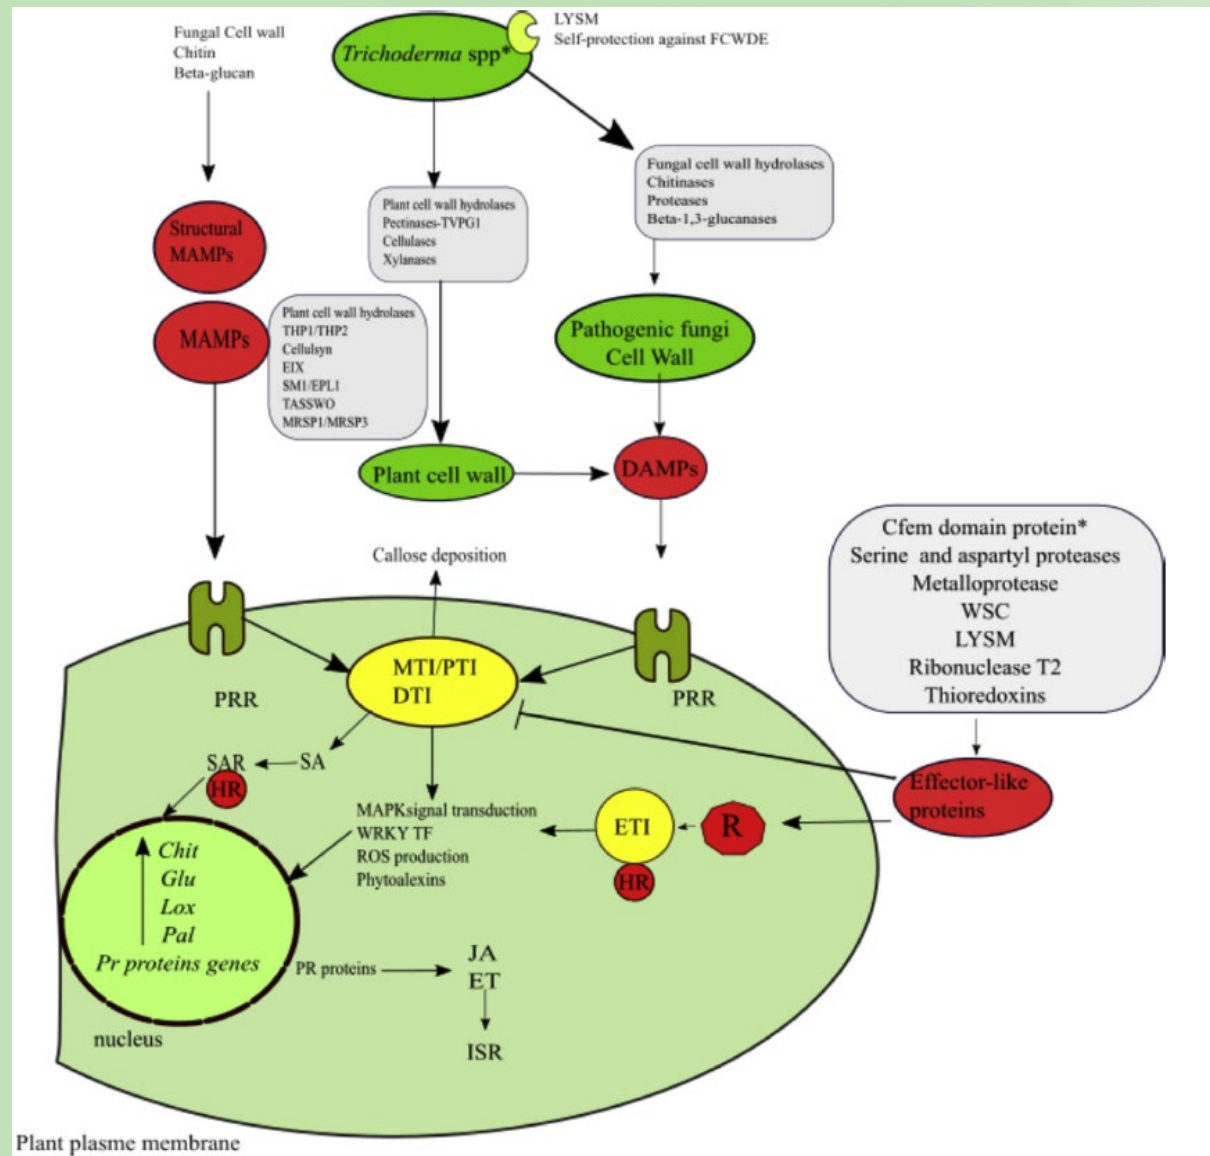 Fungal Cell wall
Chitin
Beta-glucan
Trichoderma spp*
LYSM
Self-protection against FCWDE
Structural
MAMPs
MAMPs
Plant cell wall hydrolases
Pectinases-TVPG1
Cellulases
Xylanases
Fungal cell wall hydrolases
Chitinases
Proteases
Beta-1,3-glucanases
Plant cell wall hydrolases
THP1/THP2
Cellulsyn
EIX
SM1/EPL1
TASSWO
MRSP1/MRSP3
Pathogenic fungi
Cell Wall
Plant cell wall
DAMPs
Callose deposition
Cfem domain protein*
Serine and aspartyl proteases
Metalloprotease
WSC
LYSM
Ribonuclease T2
Thioredoxins
MTI/PTI
DTI
PRR
PRR
SAR
SA
HR
Effector-like
proteins
MAPKsignal transduction
WRKY TF
ROS production
Phytoalexins
ETI
R
HR
Chit
Glu
Lox
Pal
Pr proteins genes
PR proteins
JA
ET
ISR
nucleus
Plant plasme membrane